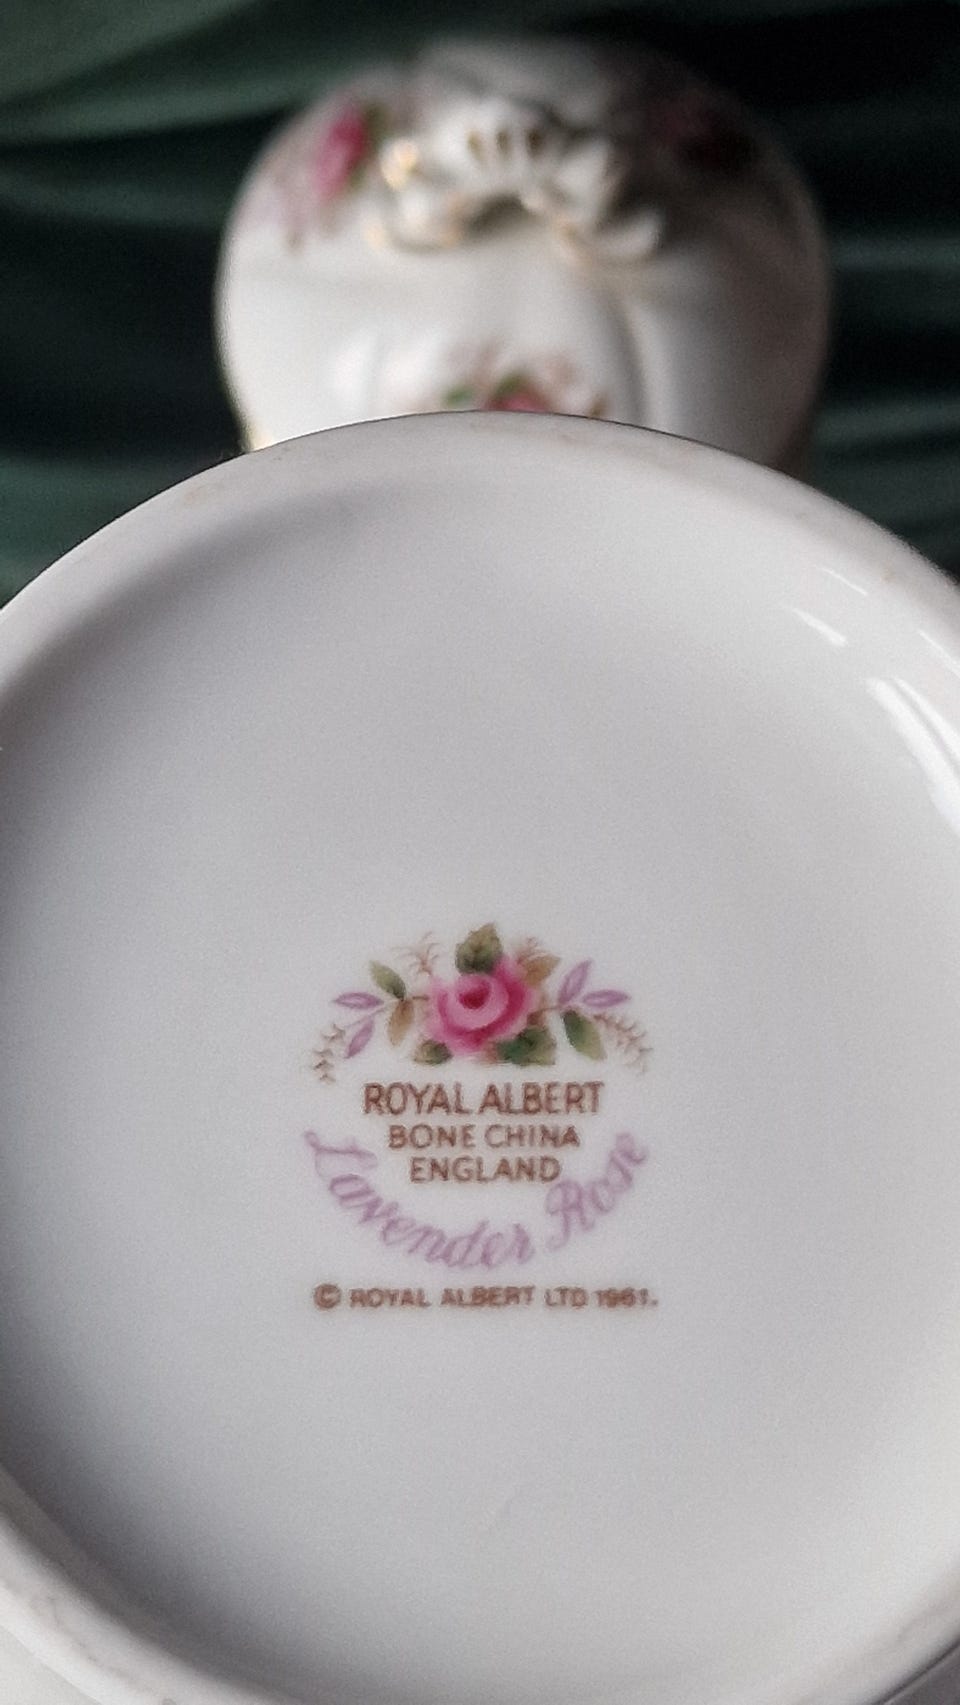 ROYAL ALBERT
BONE CHINA
ENGLAND
Lavender Rose
© ROYAL ALBERT LTD 1961.